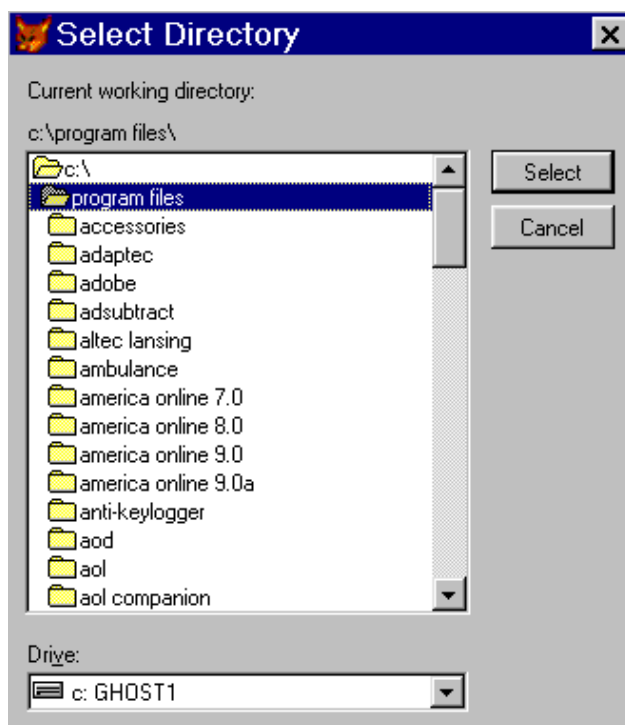 Select Directory
Current working directory:
c:\program files\
c:\
Select
program files
accessories
Cancel
adaptec
adobe
adsubtract
altec lansing
ambulance
america online 7.0
america online 8.0
america online 9.0
america online 9.0a
anti-keylogger
aod
aol
aol companion
Drive:
c: GHOST1